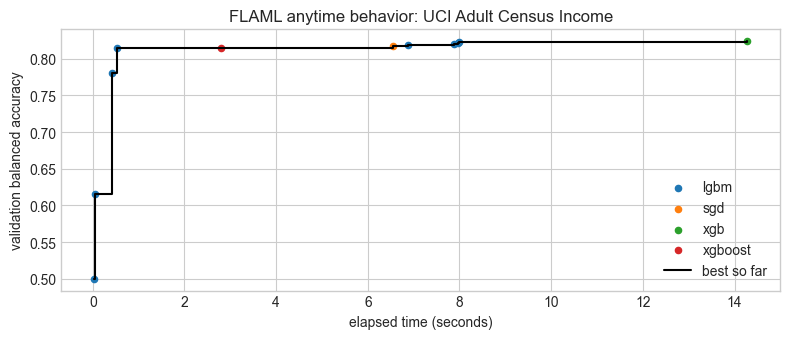 FLAML anytime behavior: UCI Adult Census Income
validation balanced accuracy
0.80
0.75
0.70
0.65
0.60
0.55
0.50
0 2 4 6 8 10 12 14
elapsed time (seconds)
lgbm
sgd
xgb
xgboost
best so far